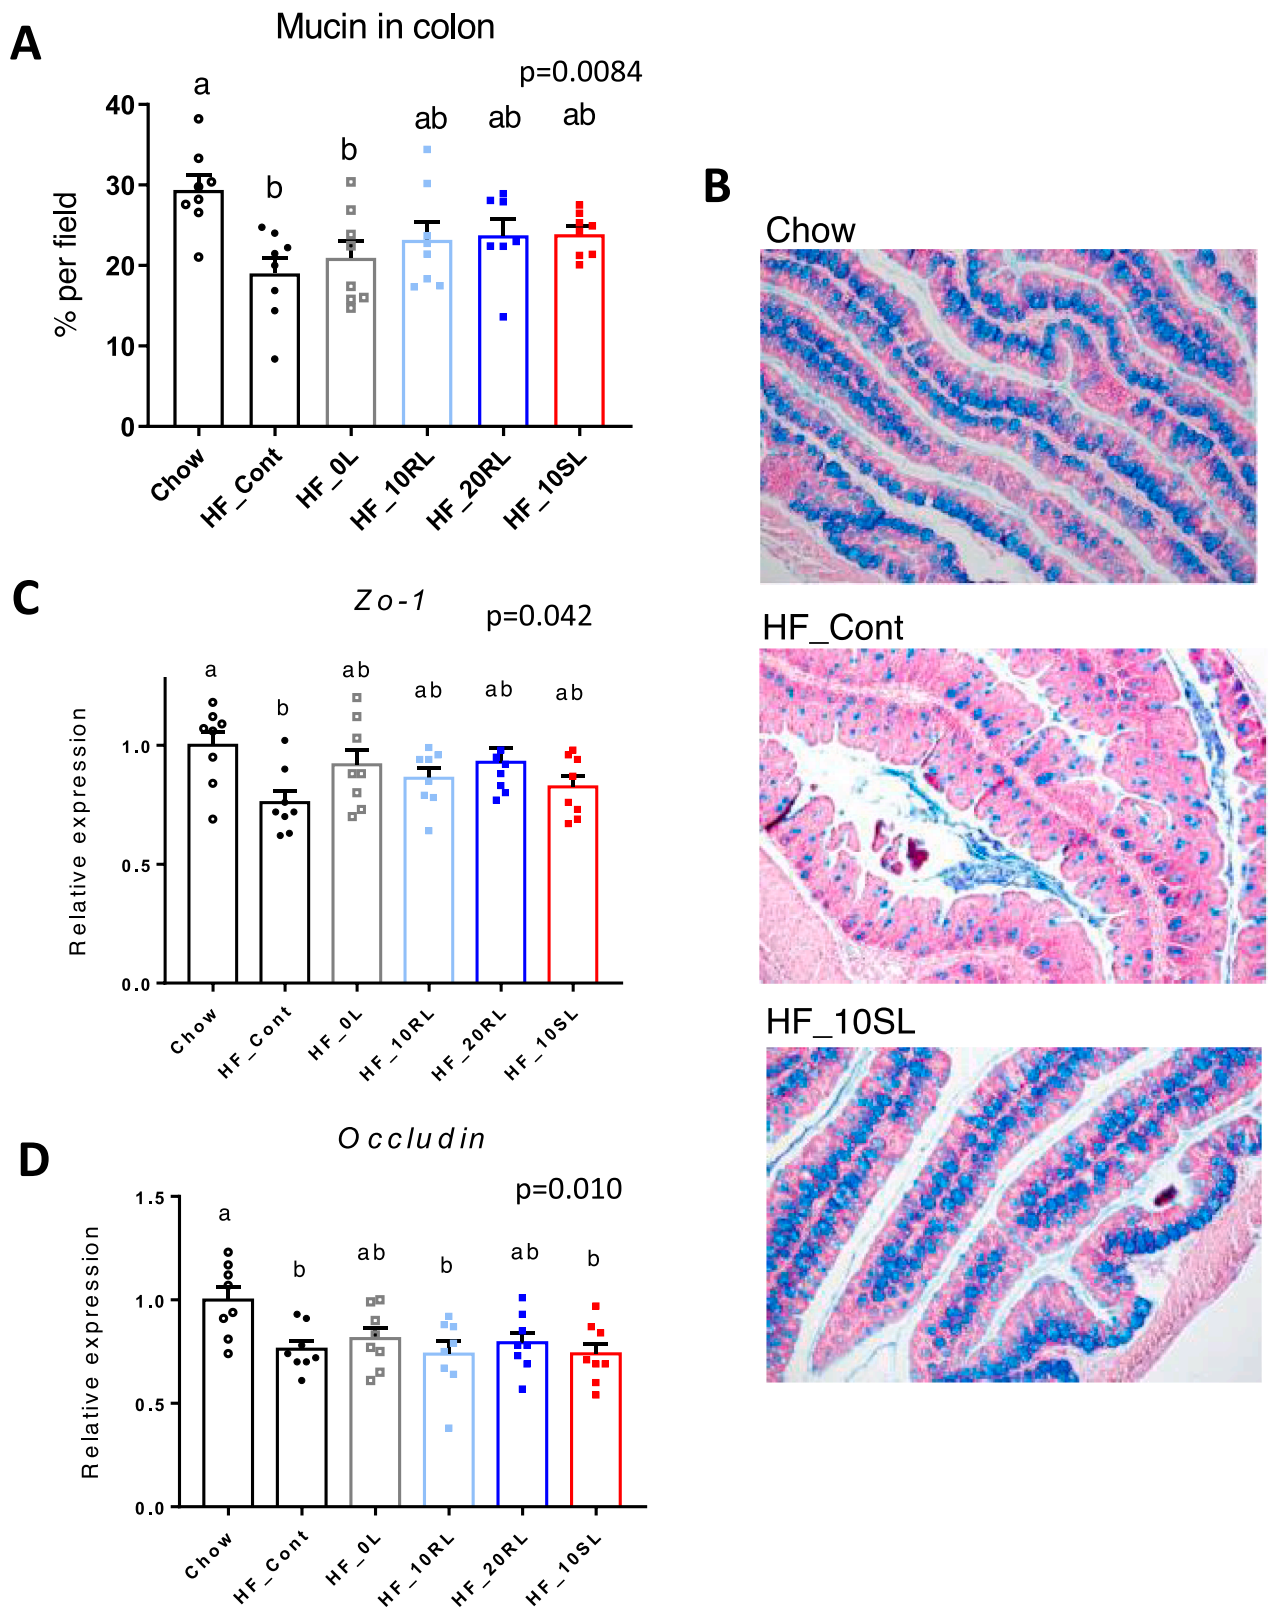 A
Mucin in colon
p=0.0084
a
b
b
ab
ab
ab
% per field
40
30
20
10
0
Chow
HF_Cont
HF_0L
HF_10RL
HF_20RL
HF_10SL
B
Chow
HF_Cont
HF_10SL
C
Zo-1
p=0.042
a
b
ab
ab
ab
ab
Relative expression
1.0
0.5
0.0
Chow
HF_Cont
HF_0L
HF_10RL
HF_20RL
HF_10SL
D
Occludin
p=0.010
a
b
ab
b
ab
b
Relative expression
1.5
1.0
0.5
0.0
Chow
HF_Cont
HF_0L
HF_10RL
HF_20RL
HF_10SL